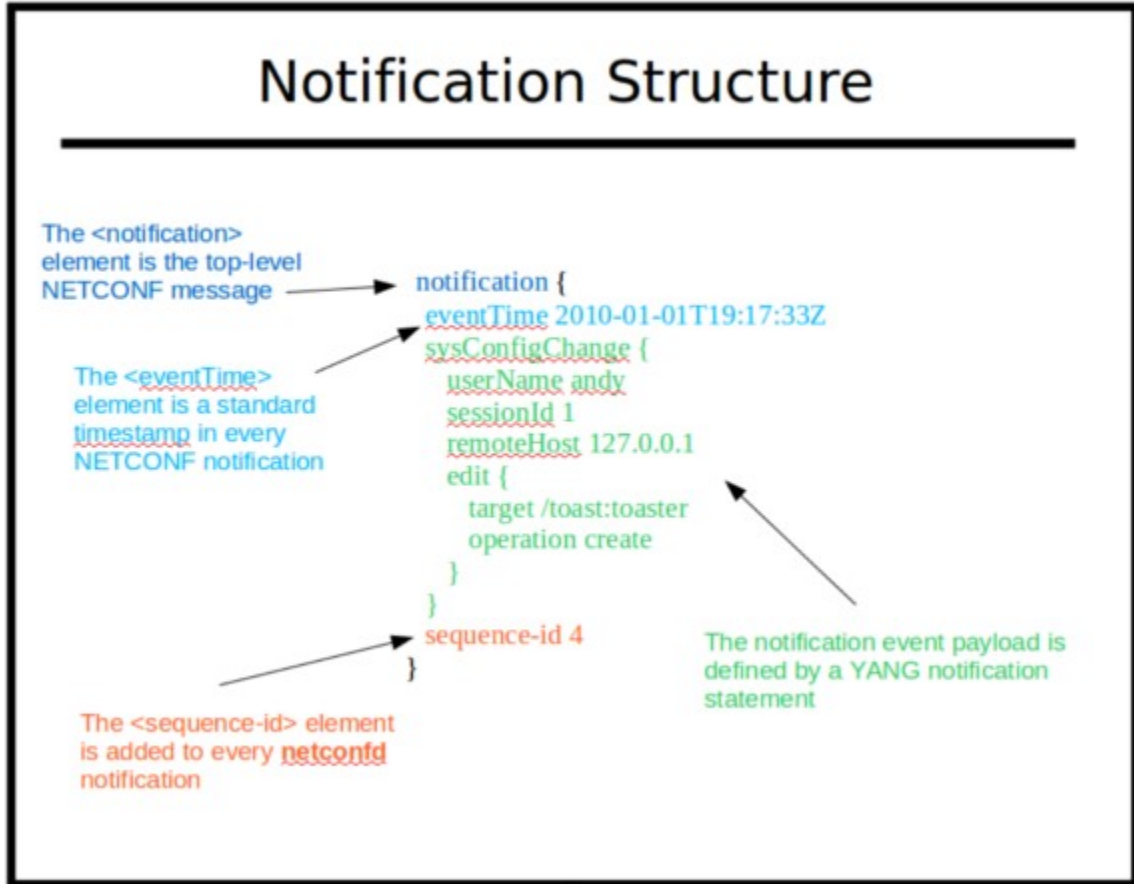 Notification Structure
The <notification>
element is the top-level
NETCONF message
notification {
eventTime 2010-01-01T19:17:33Z
sysConfigChange {
userName andy
sessionId 1
remoteHost 127.0.0.1
edit {
target /toast:toaster
operation create
}
}
sequence-id 4
}
The <eventTime>
element is a standard
timestamp in every
NETCONF notification
The notification event payload is
defined by a YANG notification
statement
The <sequence-id> element
is added to every netconfd
notification